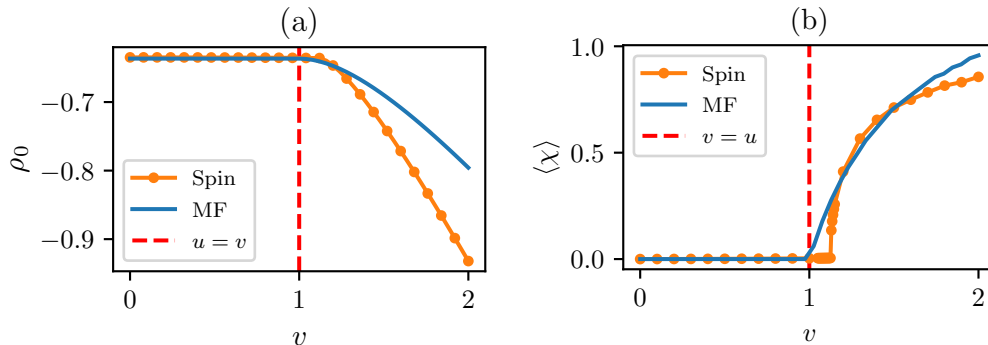 (a)
ρ₀
−0.7
−0.8
−0.9
Spin
MF
u = v
0
1
2
v
(b)
⟨χ⟩
1.0
0.5
0.0
Spin
MF
v = u
0
1
2
v